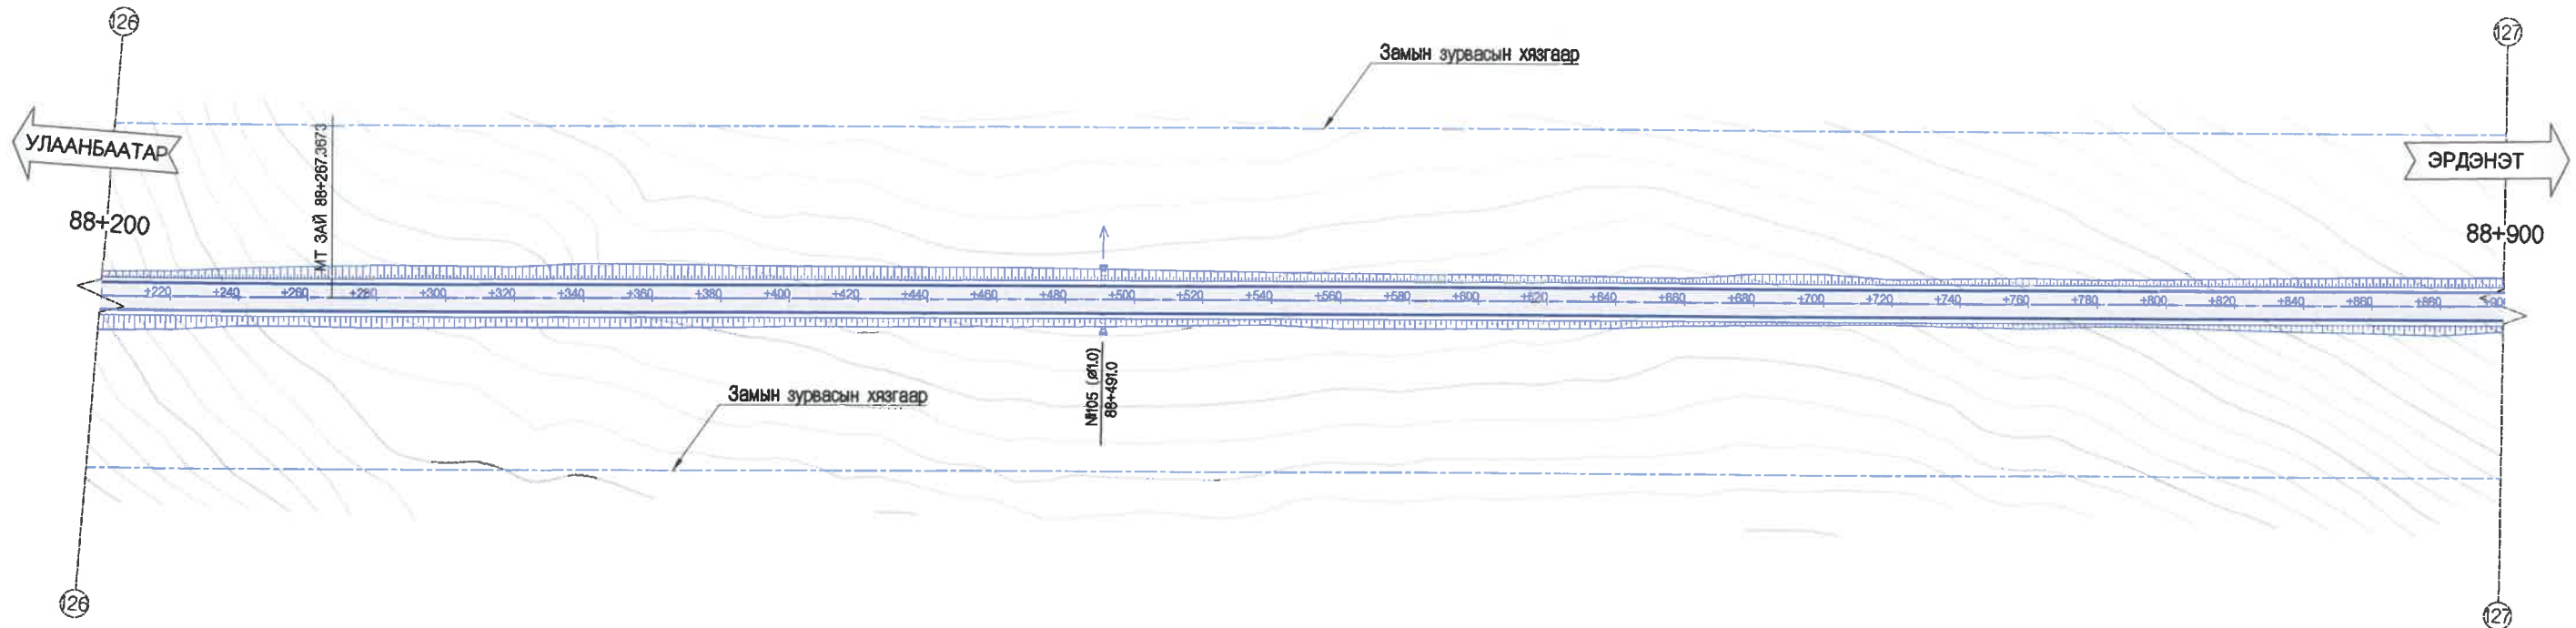 126
127
Замын зурвасын хязгаар
УЛААНБААТАР
ЭРДЭНЭТ
МТ ЗАЙ 88+267.3673
88+200
88+900
+220 +240 +260 +280 +300 +320 +340 +360 +380 +400 +420 +440 +460 +480 +500 +520 +540 +560 +580 +600 +620 +640 +660 +680 +700 +720 +740 +760 +780 +800 +820 +840 +860 +880
№105 (ø1.0)
88+491.0
Замын зурвасын хязгаар
126
127